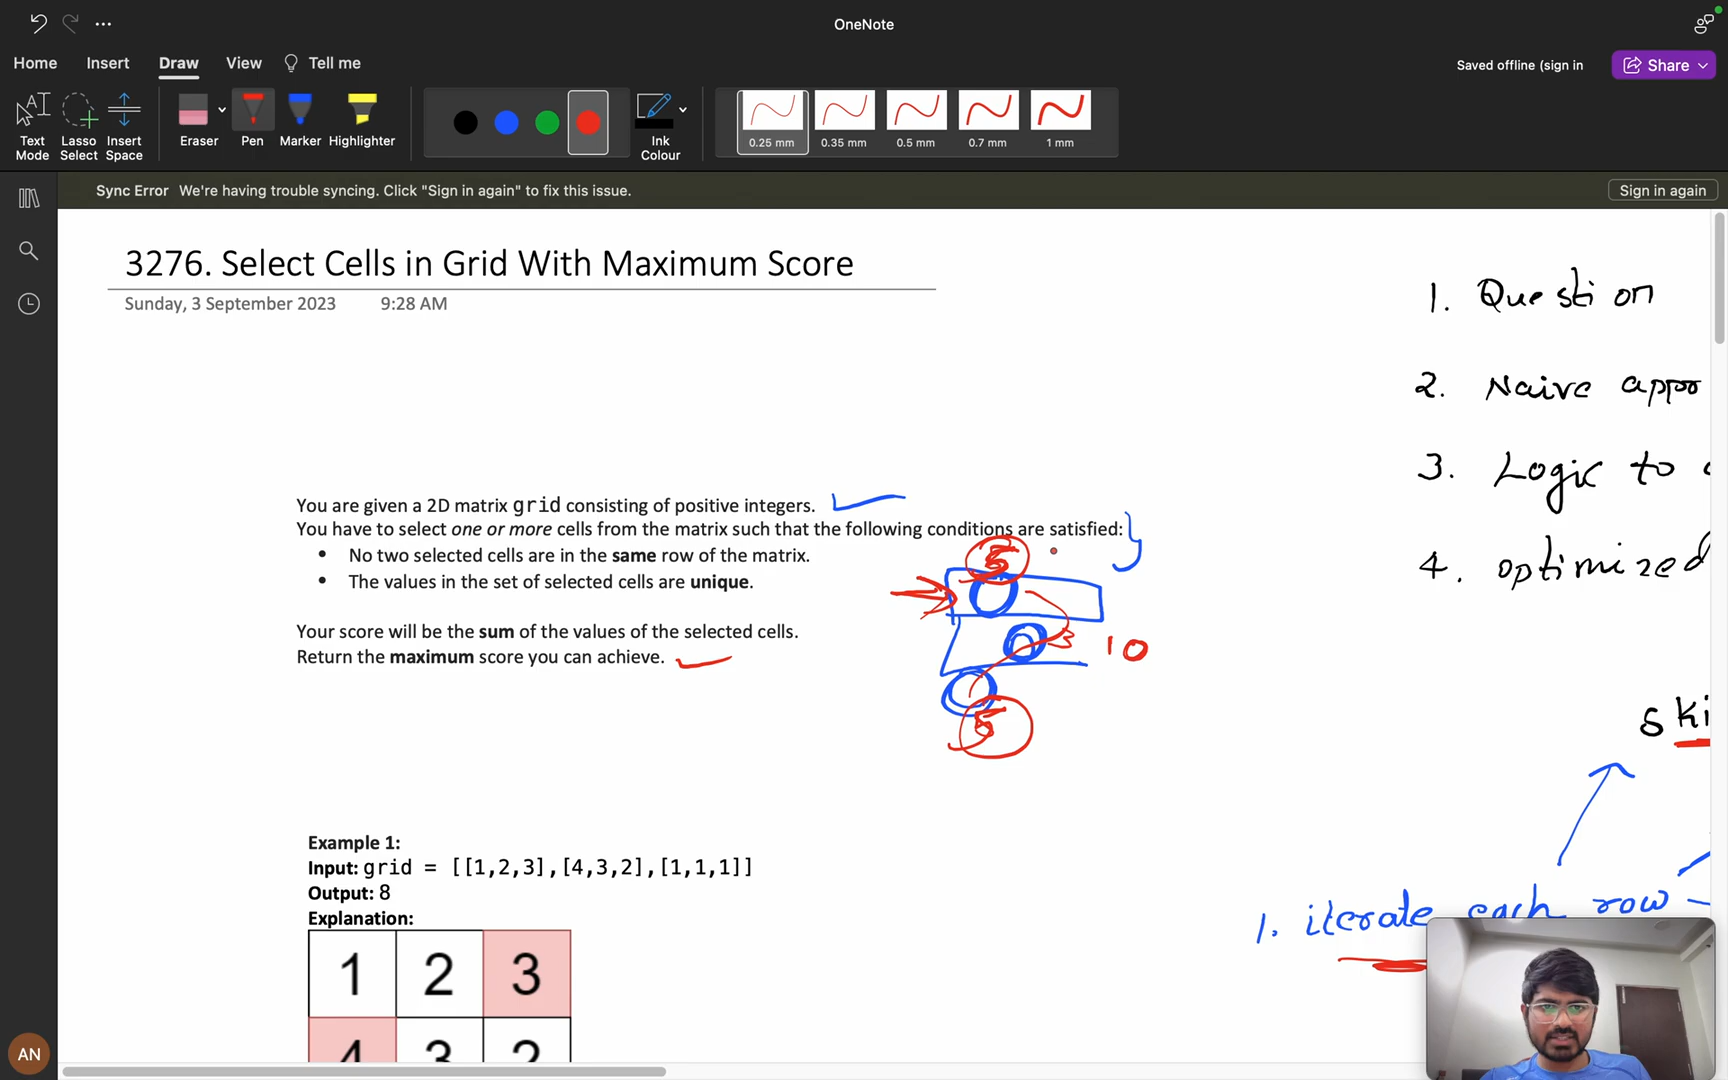 OneNote
Home Insert Draw View Tell me
Saved offline (sign in
Share
Text Mode
Lasso Select
Insert Space
Eraser
Pen
Marker
Highlighter
Ink Colour
0.25 mm
0.35 mm
0.5 mm
0.7 mm
1 mm
Sync Error We're having trouble syncing. Click "Sign in again" to fix this issue.
Sign in again
3276. Select Cells in Grid With Maximum Score
Sunday, 3 September 2023 9:28 AM
1. Question
2. Naive appro
3. Logic to
4. optimized
You are given a 2D matrix grid consisting of positive integers.
You have to select one or more cells from the matrix such that the following conditions are satisfied:
• No two selected cells are in the same row of the matrix.
• The values in the set of selected cells are unique.
Your score will be the sum of the values of the selected cells.
Return the maximum score you can achieve.
5
10
5
ski
1. iterate each row
Example 1:
Input: grid = [[1,2,3],[4,3,2],[1,1,1]]
Output: 8
Explanation:
1 2 3
4 3 2
AN